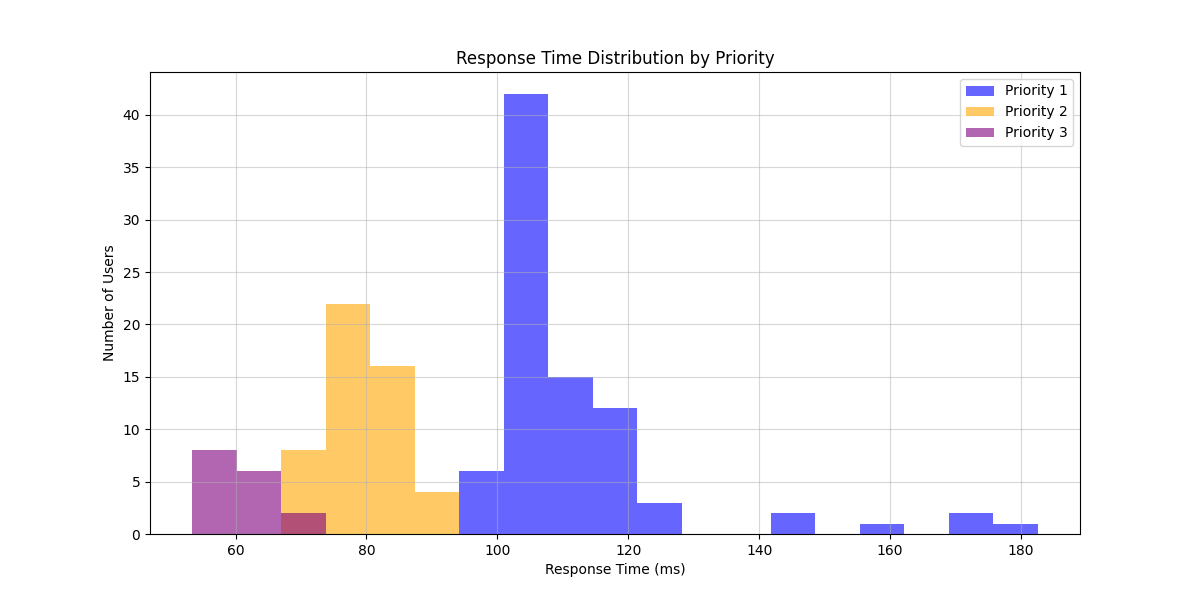 Response Time Distribution by Priority
Priority 1
Priority 2
Priority 3
Number of Users
40
35
30
25
20
15
10
5
0
60 80 100 120 140 160 180
Response Time (ms)